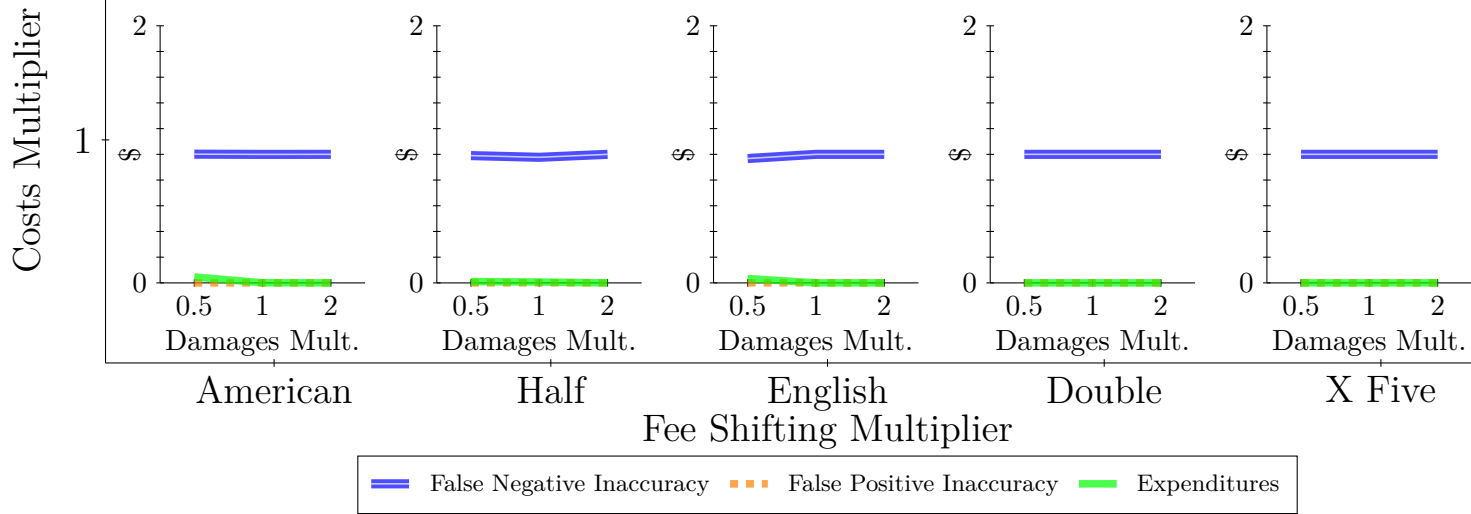 Costs Multiplier
1
2
$
0
0.5 1 2
Damages Mult.
2
$
0
0.5 1 2
Damages Mult.
2
$
0
0.5 1 2
Damages Mult.
2
$
0
0.5 1 2
Damages Mult.
2
$
0
0.5 1 2
Damages Mult.
American Half English Double X Five
Fee Shifting Multiplier
False Negative Inaccuracy False Positive Inaccuracy Expenditures